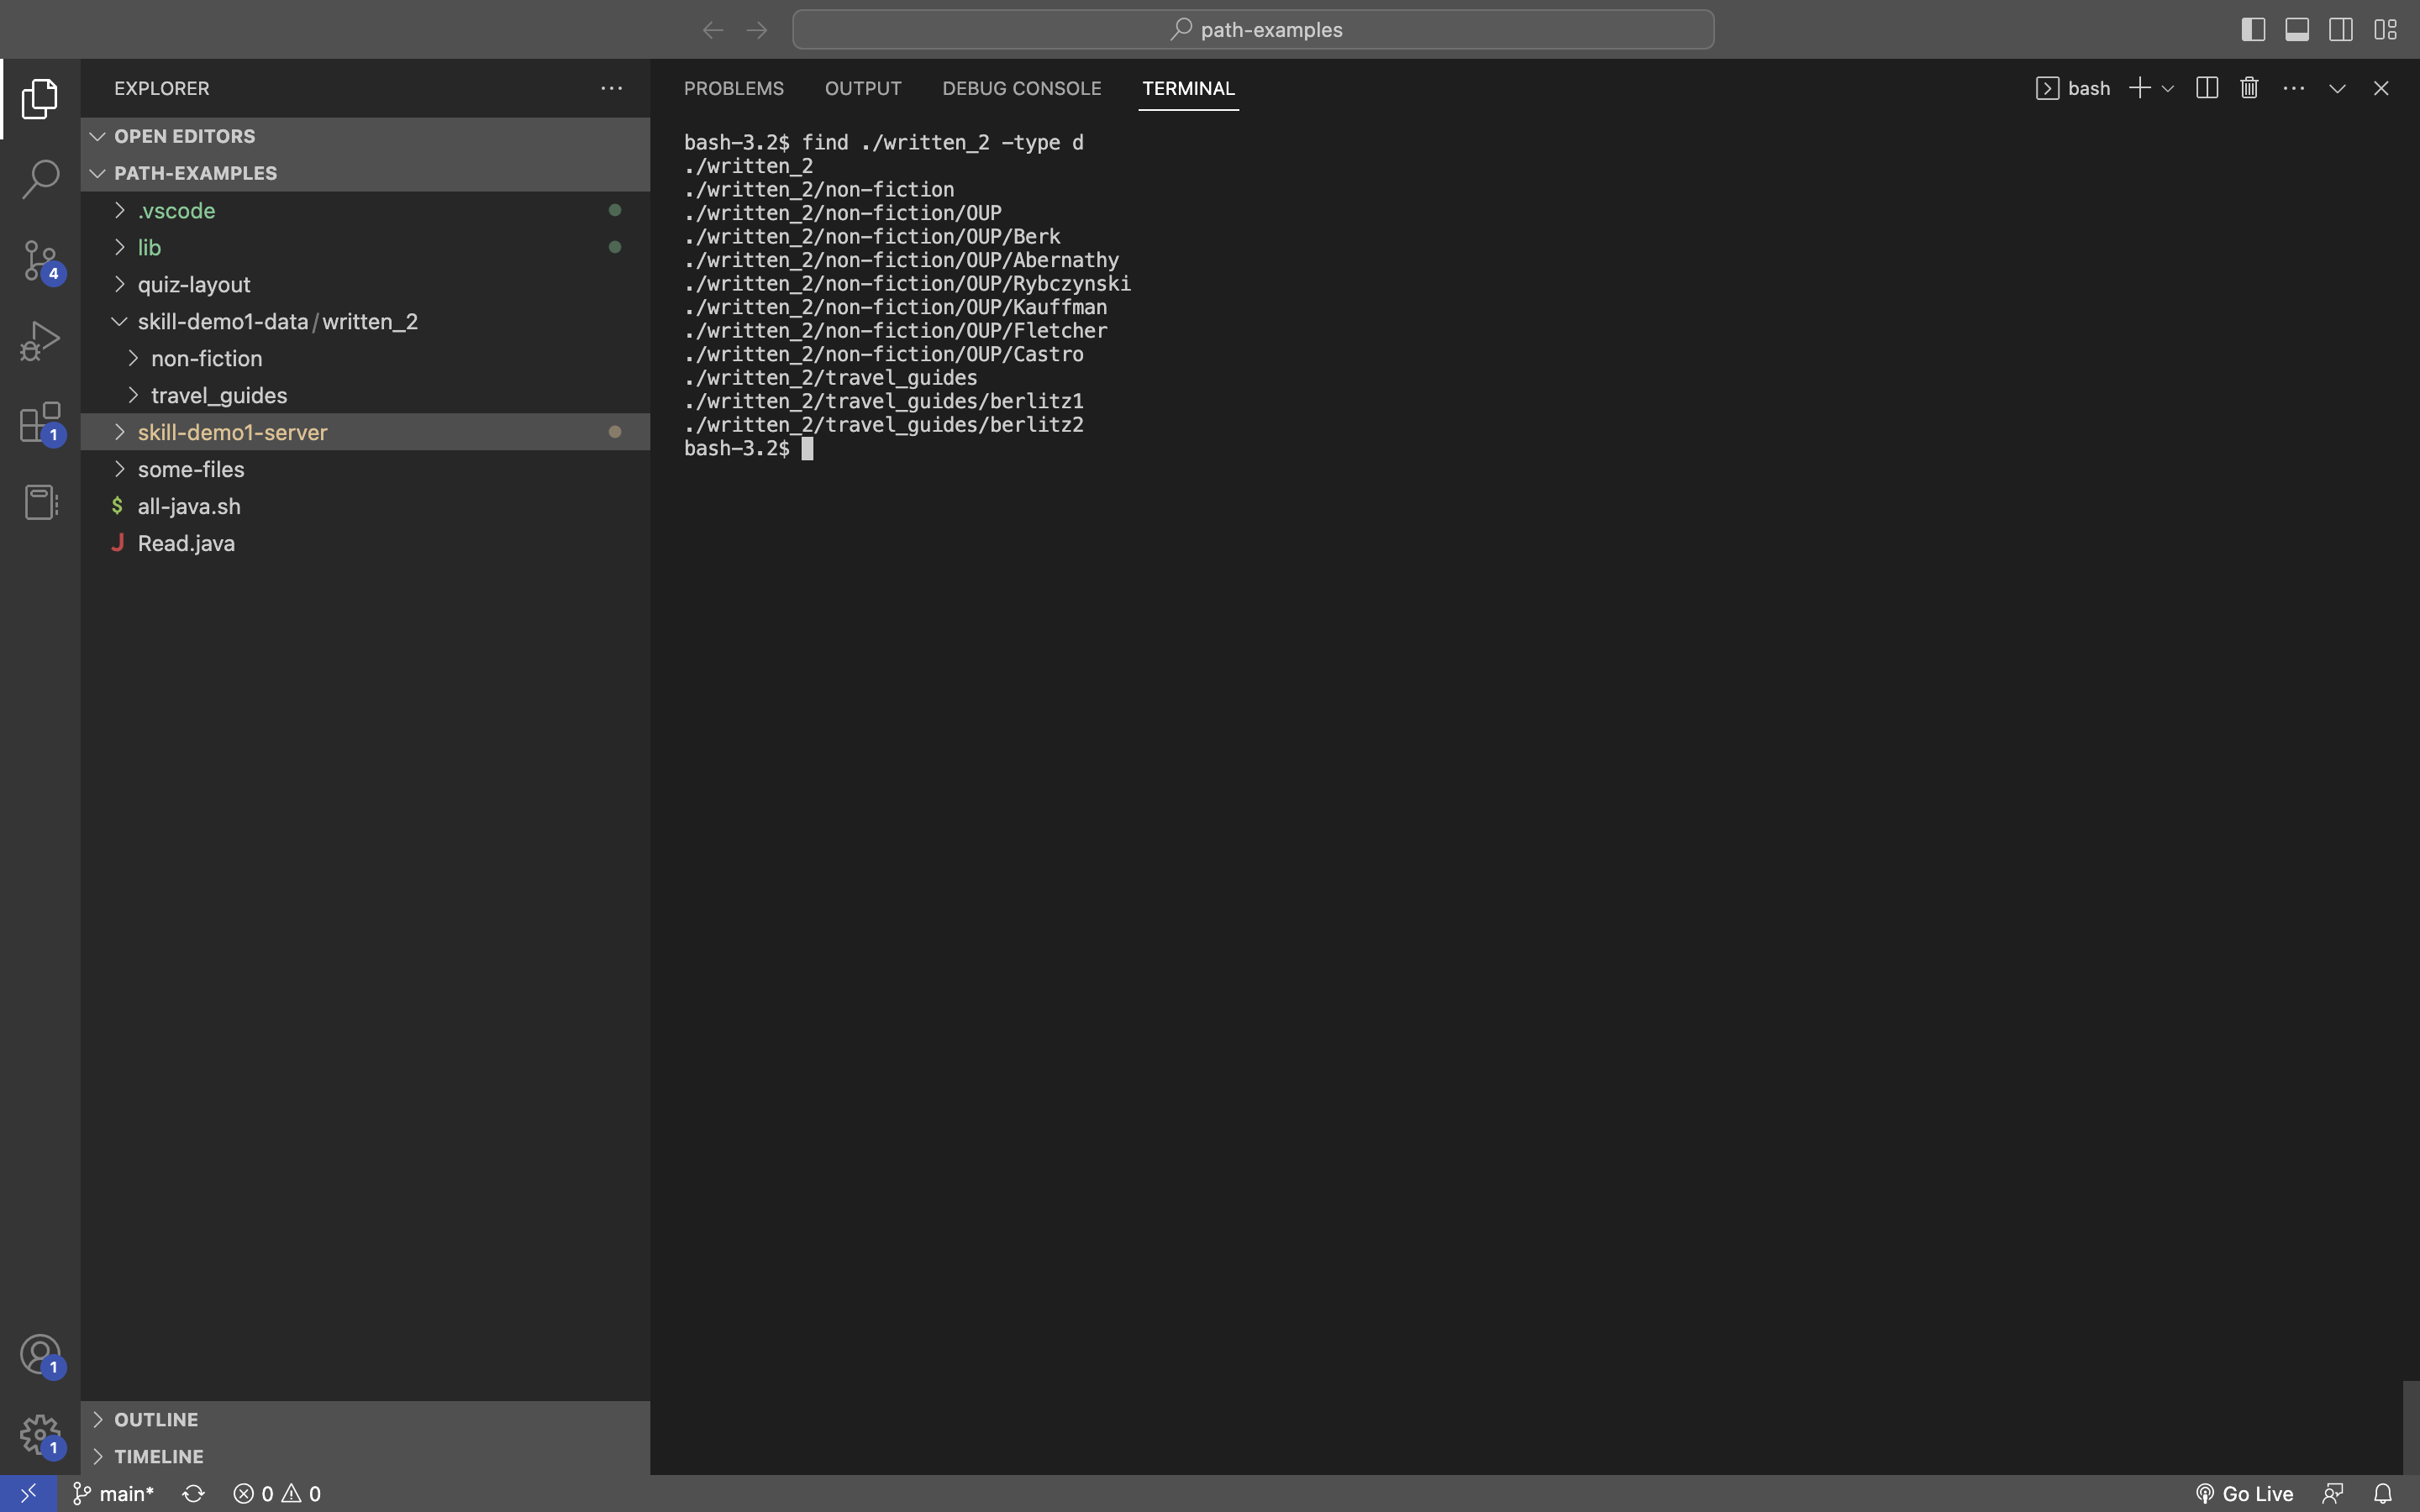 path-examples
EXPLORER
OPEN EDITORS
PATH-EXAMPLES
.vscode
lib
quiz-layout
skill-demo1-data/written_2
non-fiction
travel_guides
skill-demo1-server
some-files
$ all-java.sh
J Read.java
4
1
1
1
OUTLINE
TIMELINE
PROBLEMS OUTPUT DEBUG CONSOLE TERMINAL
bash
bash-3.2$ find ./written_2 -type d
./written_2
./written_2/non-fiction
./written_2/non-fiction/OUP
./written_2/non-fiction/OUP/Berk
./written_2/non-fiction/OUP/Abernathy
./written_2/non-fiction/OUP/Rybczynski
./written_2/non-fiction/OUP/Kauffman
./written_2/non-fiction/OUP/Fletcher
./written_2/non-fiction/OUP/Castro
./written_2/travel_guides
./written_2/travel_guides/berlitz1
./written_2/travel_guides/berlitz2
bash-3.2$
main* 0 0 Go Live